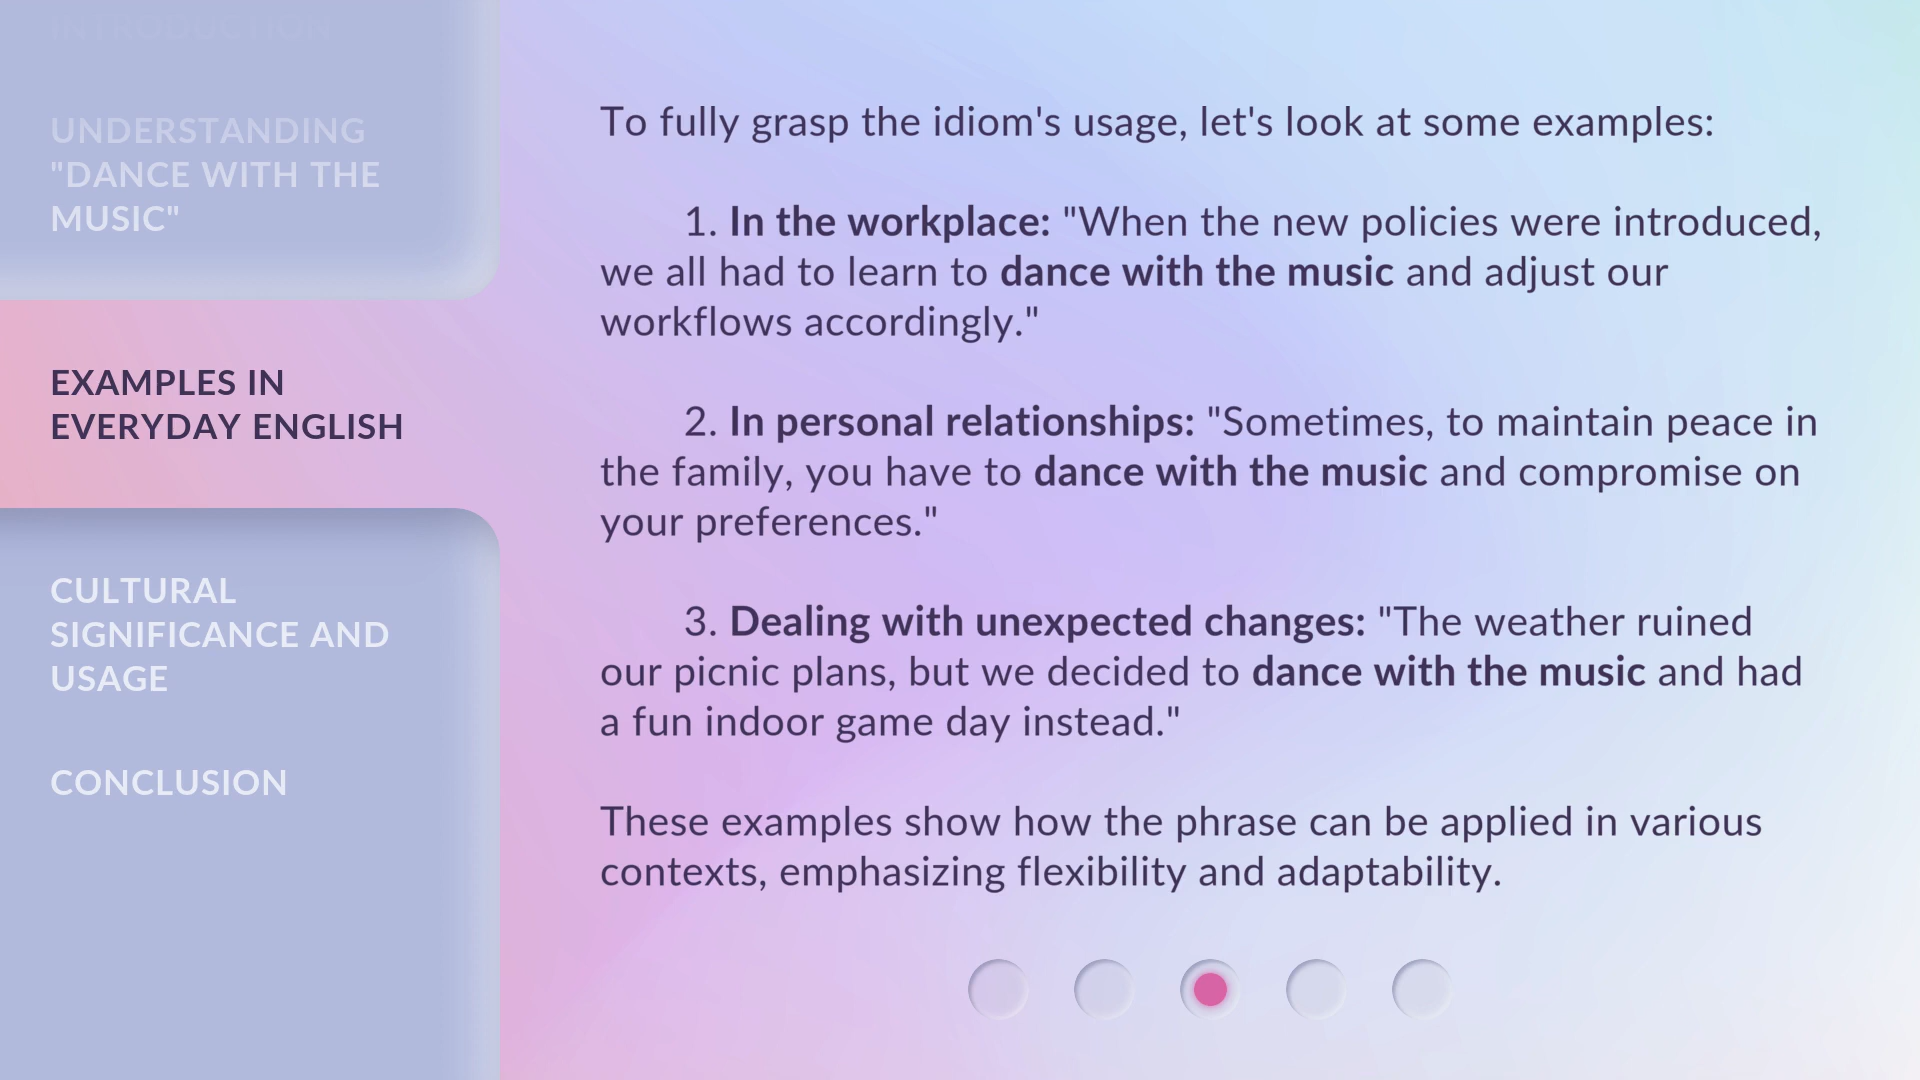 INTRODUCTION
UNDERSTANDING
"DANCE WITH THE
MUSIC"
EXAMPLES IN
EVERYDAY ENGLISH
CULTURAL
SIGNIFICANCE AND
USAGE
CONCLUSION
To fully grasp the idiom's usage, let's look at some examples:
1. In the workplace: "When the new policies were introduced,
we all had to learn to dance with the music and adjust our
workflows accordingly."
2. In personal relationships: "Sometimes, to maintain peace in
the family, you have to dance with the music and compromise on
your preferences."
3. Dealing with unexpected changes: "The weather ruined
our picnic plans, but we decided to dance with the music and had
a fun indoor game day instead."
These examples show how the phrase can be applied in various
contexts, emphasizing flexibility and adaptability.